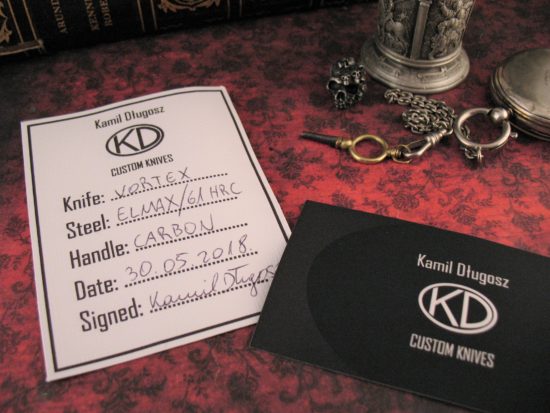 Kamil Długosz
KD
CUSTOM KNIVES
Knife: VORTEX
Steel: ELMAX/61 HRC
Handle: CARBON
Date: 30.05.2018.
Signed: Kamil Długosz
Kamil Długosz
KD
CUSTOM KNIVES